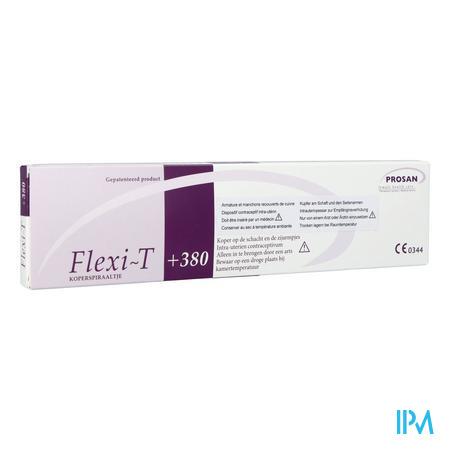 Gepatenteerd product
+380
Flexi~T
Flexi~T
KOPERSPIRAALTJE
+380
Armature et manchons recouverts de cuivre
Dispositif contraceptif intra-utérin
Doit être inséré par un médecin
Conserver au sec à température ambiante
Kupfer an Schaft und den Seitenarmen
Intrauterinpessar zur Empfängnisverhütung
Nur von einem Arzt oder Ärztin einzusetzen
Trocken lagern bei Raumtemperatur
Koper op de schacht en de zijarmpjes
Intra-uterien contraceptivum
Alleen in te brengen door een arts
Bewaar op een droge plaats bij
kamertemperatuur
PROSAN
CE 0344
IPM